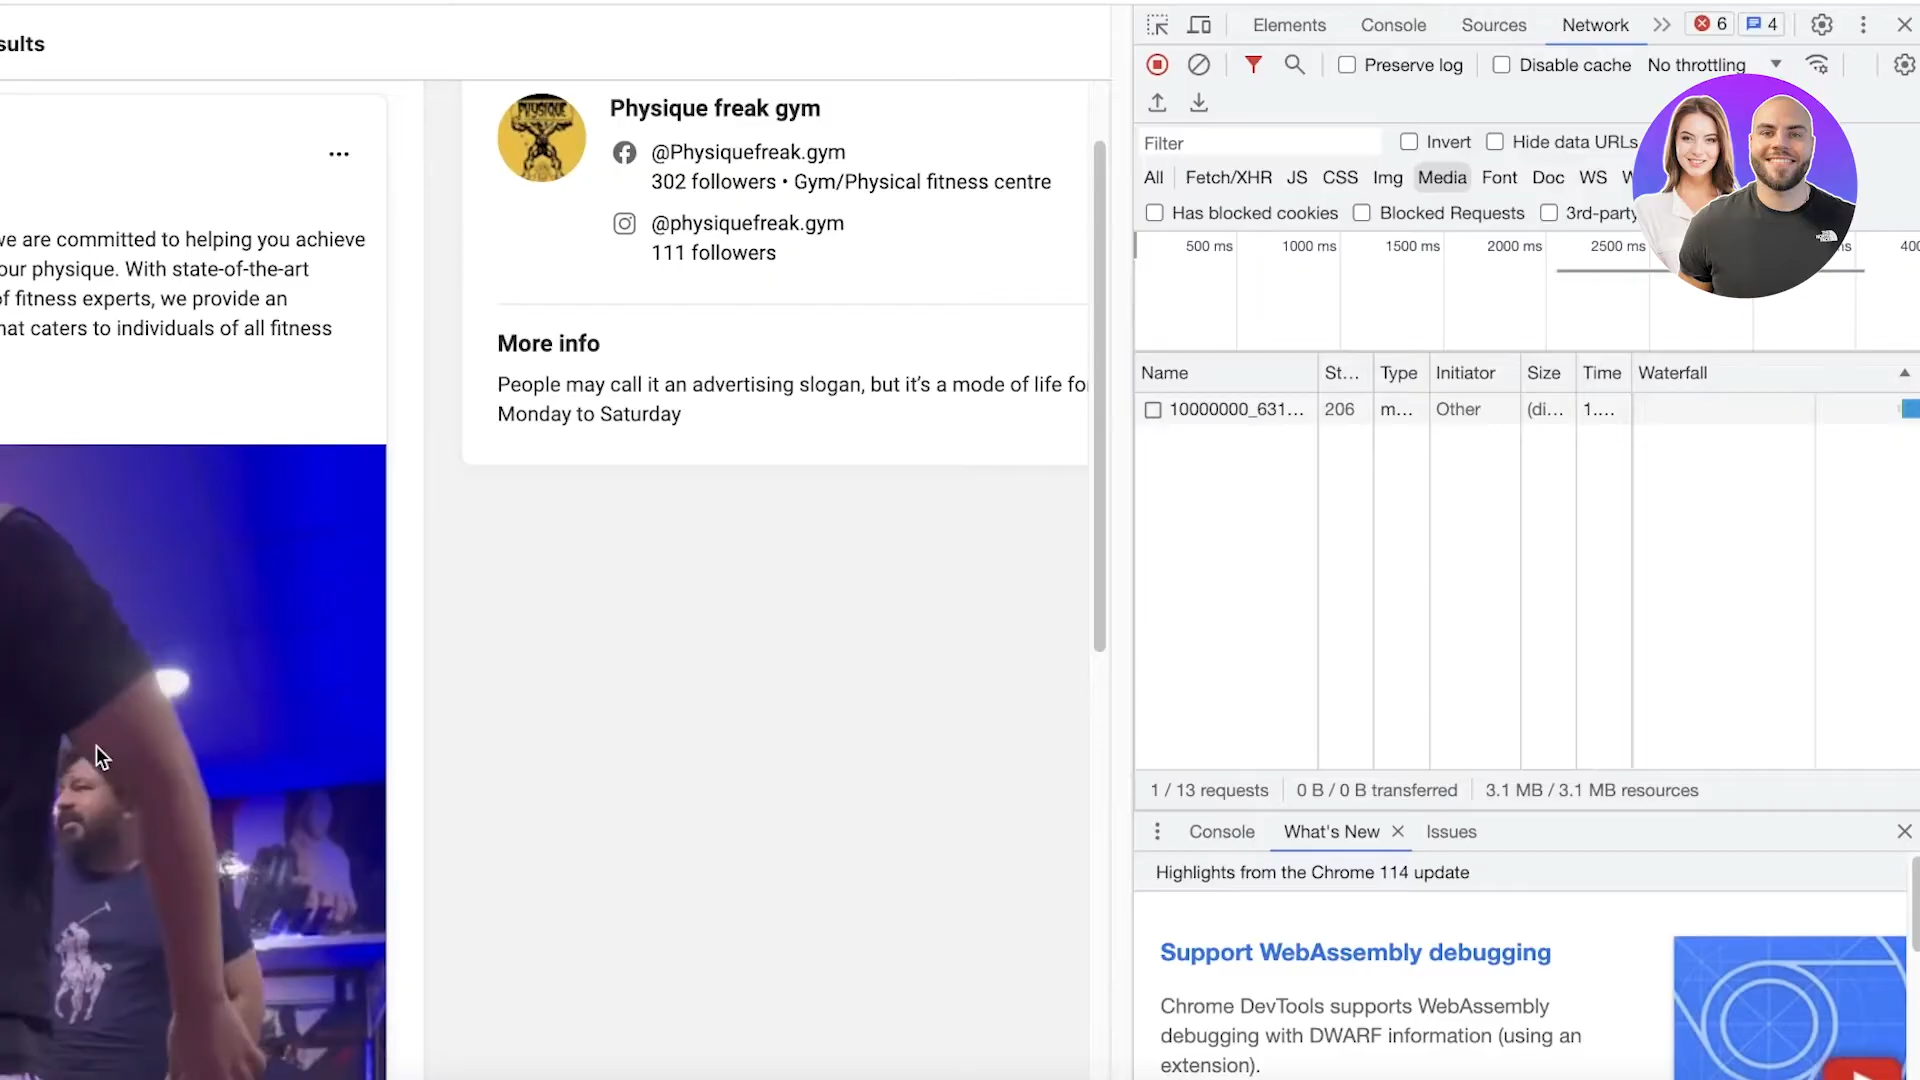 sults
we are committed to helping you achieve
our physique. With state-of-the-art
of fitness experts, we provide an
hat caters to individuals of all fitness
PHYSIQUE
Physique freak gym
@Physiquefreak.gym
302 followers • Gym/Physical fitness centre
@physiquefreak.gym
111 followers
More info
People may call it an advertising slogan, but it's a mode of life fo
Monday to Saturday
Elements Console Sources Network 6 4
Preserve log Disable cache No throttling
Filter Invert Hide data URLs
All Fetch/XHR JS CSS Img Media Font Doc WS W
Has blocked cookies Blocked Requests 3rd-party
500 ms 1000 ms 1500 ms 2000 ms 2500 ms ms 400
Name St... Type Initiator Size Time Waterfall
10000000_631... 206 m... Other (di... 1....
1 / 13 requests 0 B / 0 B transferred 3.1 MB / 3.1 MB resources
Console What's New Issues
Highlights from the Chrome 114 update
Support WebAssembly debugging
Chrome DevTools supports WebAssembly
debugging with DWARF information (using an
extension).